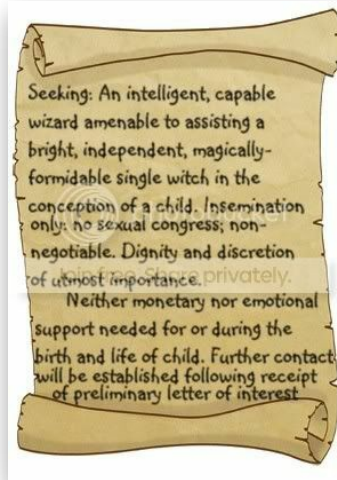 Seeking: An intelligent, capable
wizard amenable to assisting a
bright, independent, magically-
formidable single witch in the
conception of a child. Insemination
only: no sexual congress; non-
negotiable. Dignity and discretion
of utmost importance.
Join free. Share privately.
Neither monetary nor emotional
support needed for or during the
birth and life of child. Further contact
will be established following receipt
of preliminary letter of interest